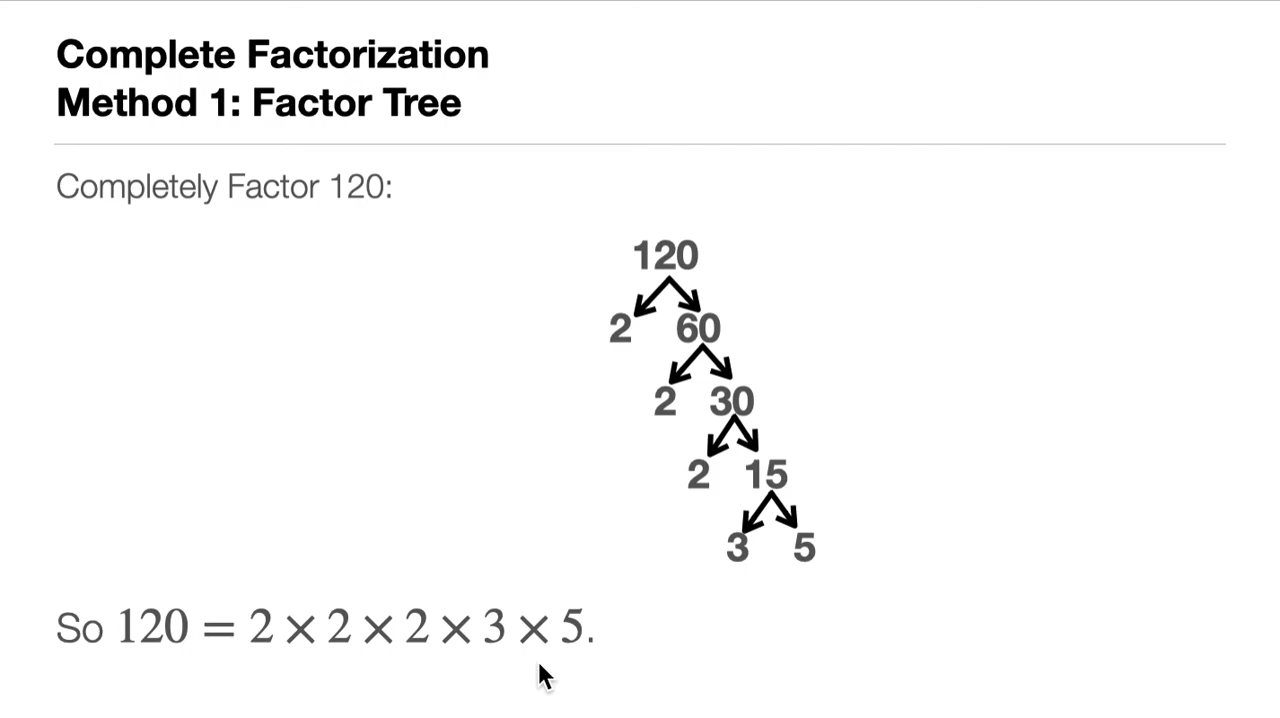 Complete Factorization
Method 1: Factor Tree
Completely Factor 120:
120
2 60
2 30
2 15
3 5
So 120 = 2 × 2 × 2 × 3 × 5.